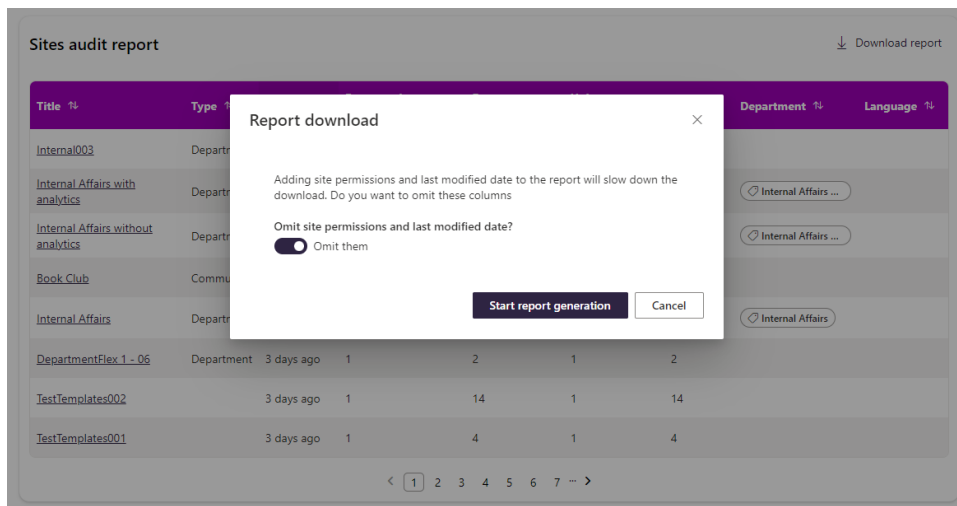 Sites audit report
Download report
Title
Type
Department
Language
Report download
Adding site permissions and last modified date to the report will slow down the
download. Do you want to omit these columns
Omit site permissions and last modified date?
Omit them
Start report generation
Cancel
Internal003
Internal Affairs with
analytics
Internal Affairs ...
Internal Affairs without
analytics
Internal Affairs ...
Book Club
Internal Affairs
Internal Affairs
DepartmentFlex 1 - 06 Department 3 days ago 1 2 1 2
TestTemplates002 3 days ago 1 14 1 14
TestTemplates001 3 days ago 1 4 1 4
1 2 3 4 5 6 7 ...